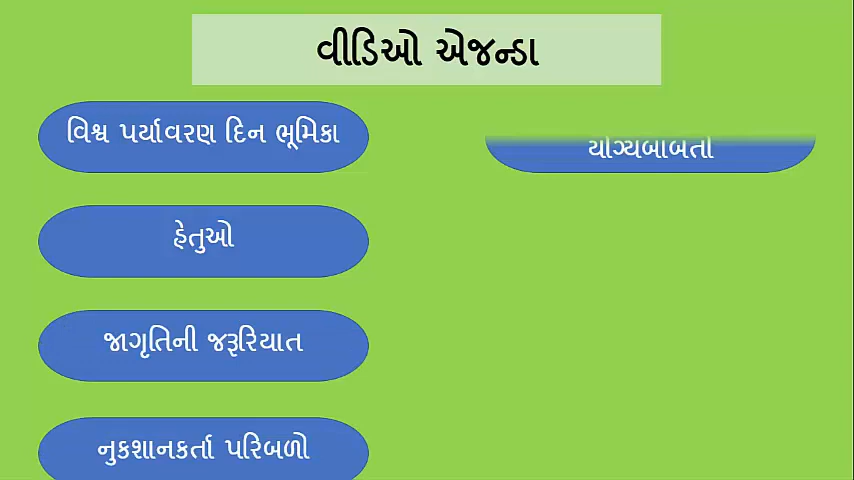 વીડિઓ એજન્ડા
વિશ્વ પર્યાવરણ દિન ભૂમિકા
હેતુઓ
જાગૃતિની જરૂરિયાત
નુકશાનકર્તા પરિબળો
યોગ્યબાબતો